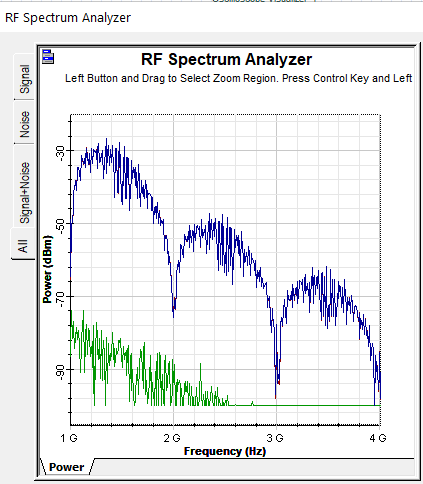 RF Spectrum Analyzer
RF Spectrum Analyzer
Left Button and Drag to Select Zoom Region. Press Control Key and Left
Signal
Noise
Signal+Noise
All
Power (dBm)
-30
-50
-70
-90
1 G
2 G
3 G
4 G
Frequency (Hz)
Power